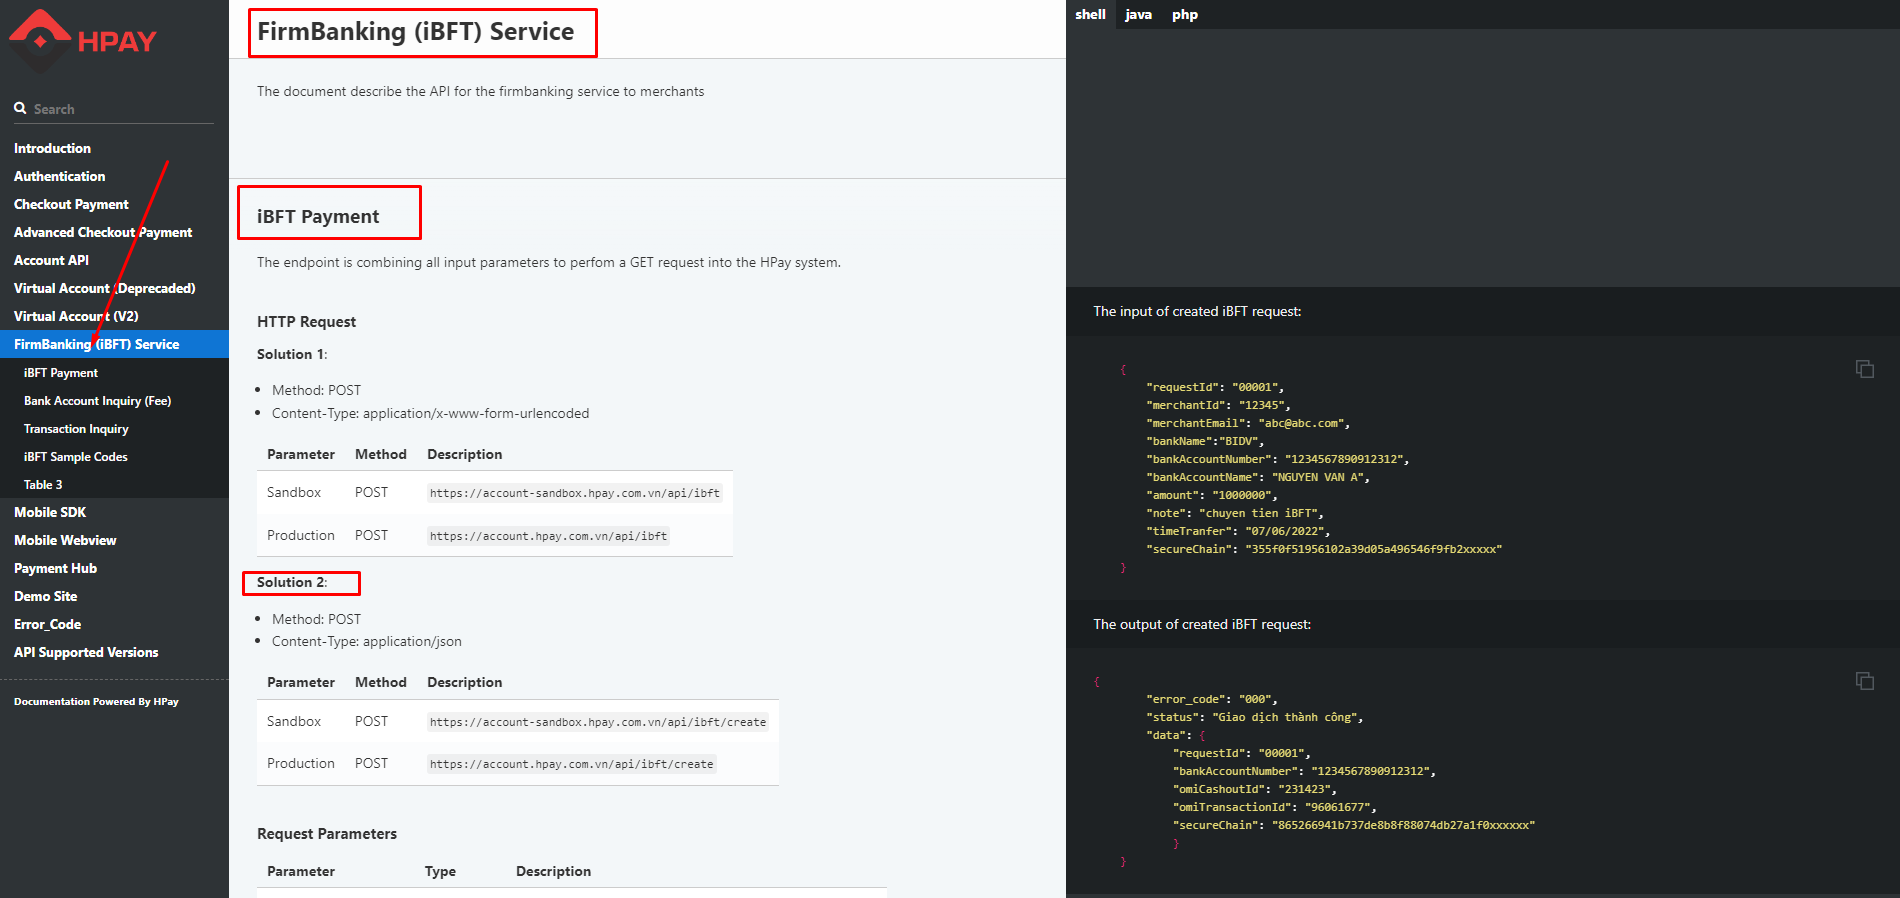 HPAY
Search
Introduction
Authentication
Checkout Payment
Advanced Checkout Payment
Account API
Virtual Account (Deprecaded)
Virtual Account (V2)
FirmBanking (iBFT) Service
iBFT Payment
Bank Account Inquiry (Fee)
Transaction Inquiry
iBFT Sample Codes
Table 3
Mobile SDK
Mobile Webview
Payment Hub
Demo Site
Error_Code
API Supported Versions
Documentation Powered By HPay
FirmBanking (iBFT) Service
The document describe the API for the firmbanking service to merchants
iBFT Payment
The endpoint is combining all input parameters to perfom a GET request into the HPay system.
HTTP Request
Solution 1:
• Method: POST
• Content-Type: application/x-www-form-urlencoded
Parameter Method Description
Sandbox POST https://account-sandbox.hpay.com.vn/api/ibft
Production POST https://account.hpay.com.vn/api/ibft
Solution 2:
• Method: POST
• Content-Type: application/json
Parameter Method Description
Sandbox POST https://account-sandbox.hpay.com.vn/api/ibft/create
Production POST https://account.hpay.com.vn/api/ibft/create
Request Parameters
Parameter Type Description
shell java php
The input of created iBFT request:
{
"requestId": "00001",
"merchantId": "12345",
"merchantEmail": "abc@abc.com",
"bankName":"BIDV",
"bankAccountNumber": "1234567890912312",
"bankAccountName": "NGUYEN VAN A",
"amount": "1000000",
"note": "chuyen tien iBFT",
"timeTranfer": "07/06/2022",
"secureChain": "355f0f51956102a39d05a496546f9fb2xxxxx"
}
The output of created iBFT request:
{
"error_code": "000",
"status": "Giao dịch thành công",
"data": {
"requestId": "00001",
"bankAccountNumber": "1234567890912312",
"omiCashoutId": "231423",
"omiTransactionId": "96061677",
"secureChain": "865266941b737de8b8f88074db27a1f0xxxxxx"
}
}